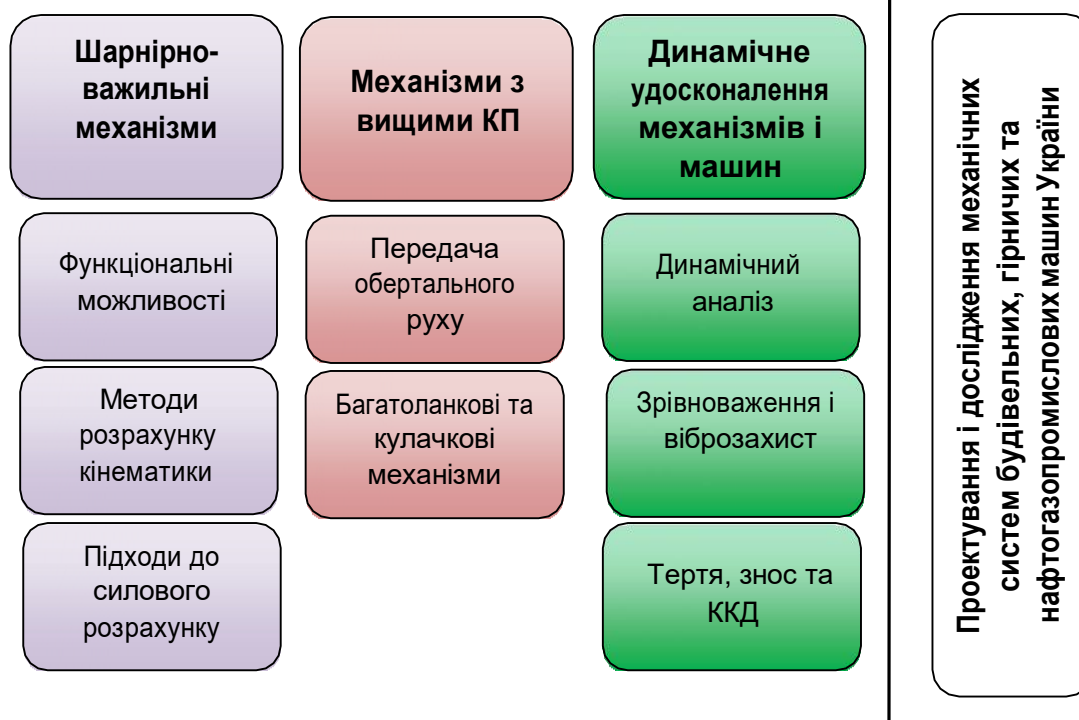 Шарнірно-
важильні
механізми
Функціональні
можливості
Методи
розрахунку
кінематики
Підходи до
силового
розрахунку
Механізми з
вищими КП
Передача
обертального
руху
Багатоланкові та
кулачкові
механізми
Динамічне
удосконалення
механізмів і
машин
Динамічний
аналіз
Зрівноваження і
віброзахист
Тертя, знос та
ККД
Проектування і дослідження механічних
систем будівельних, гірничих та
нафтогазопромислових машин України